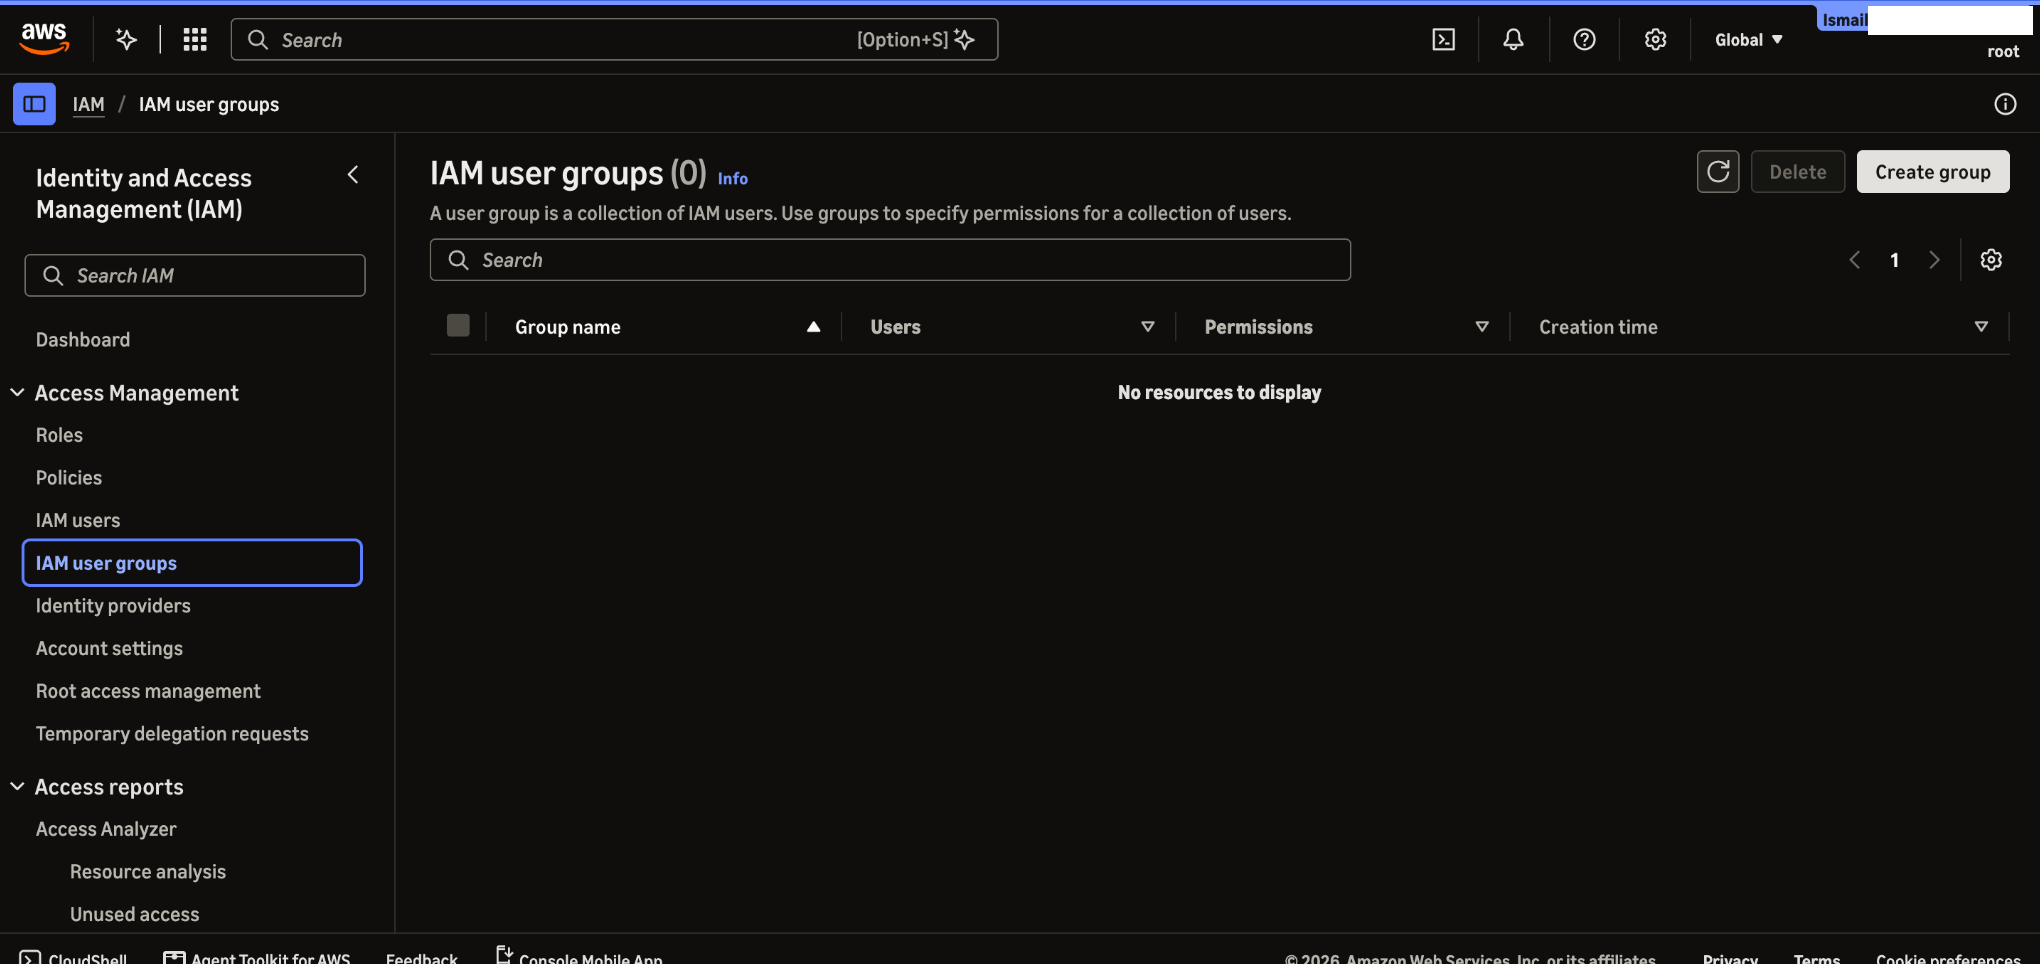 aws
Search
[Option+S]
Global
Ismail
root
IAM / IAM user groups
Identity and Access
Management (IAM)
Search IAM
Dashboard
Access Management
Roles
Policies
IAM users
IAM user groups
Identity providers
Account settings
Root access management
Temporary delegation requests
Access reports
Access Analyzer
Resource analysis
Unused access
IAM user groups (0) Info
Delete
Create group
A user group is a collection of IAM users. Use groups to specify permissions for a collection of users.
Search
1
Group name
Users
Permissions
Creation time
No resources to display
CloudShell
Agent Toolkit for AWS
Feedback
Console Mobile App
© 2026, Amazon Web Services, Inc. or its affiliates.
Privacy
Terms
Cookie preferences